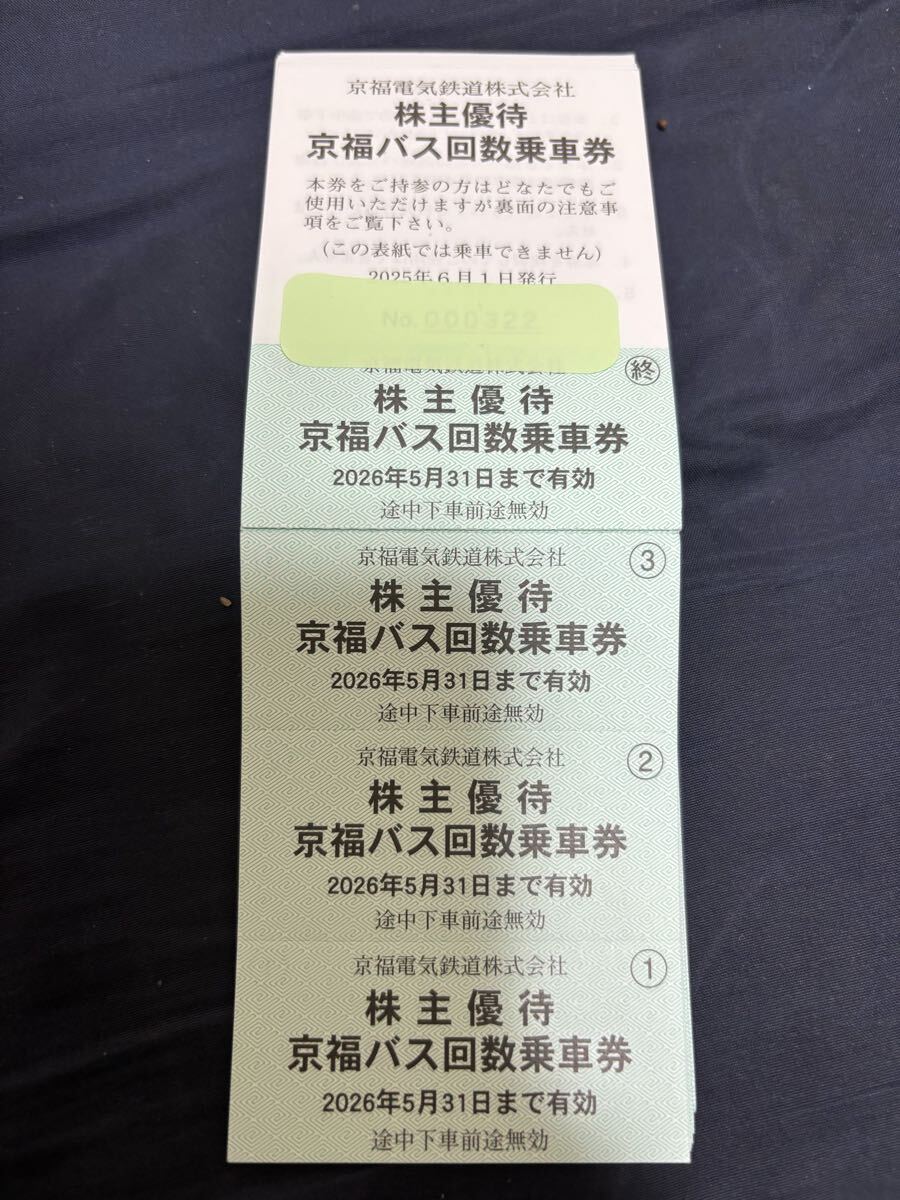 京福電気鉄道株式会社
株主優待
京福バス回数乗車券
本券をご持参の方はどなたでもご
使用いただけますが裏面の注意事
項をご覧下さい。
(この表紙では乗車できません)
2025年6月1日発行
No.000322
京福電気鉄道株式会社
終
株主優待
京福バス回数乗車券
2026年5月31日まで有効
途中下車前途無効
京福電気鉄道株式会社
③
株主優待
京福バス回数乗車券
2026年5月31日まで有効
途中下車前途無効
京福電気鉄道株式会社
②
株主優待
京福バス回数乗車券
2026年5月31日まで有効
途中下車前途無効
京福電気鉄道株式会社
①
株主優待
京福バス回数乗車券
2026年5月31日まで有効
途中下車前途無効